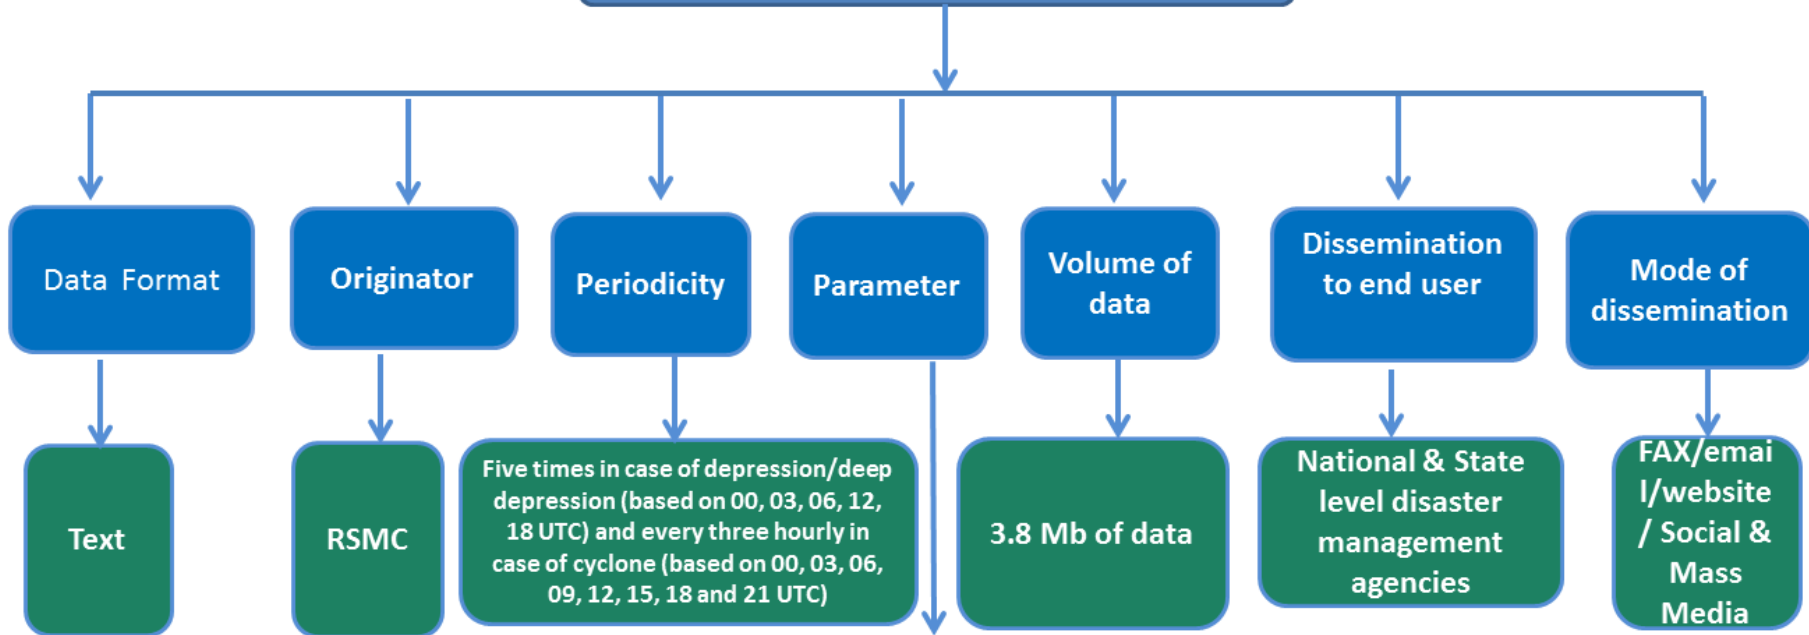 Data Format
Originator
Periodicity
Parameter
Volume of
data
Dissemination
to end user
Mode of
dissemination
Text
RSMC
Five times in case of depression/deep
depression (based on 00, 03, 06, 12,
18 UTC) and every three hourly in
case of cyclone (based on 00, 03, 06,
09, 12, 15, 18 and 21 UTC)
3.8 Mb of data
National & State
level disaster
management
agencies
FAX/emai
l/website
/ Social &
Mass
Media